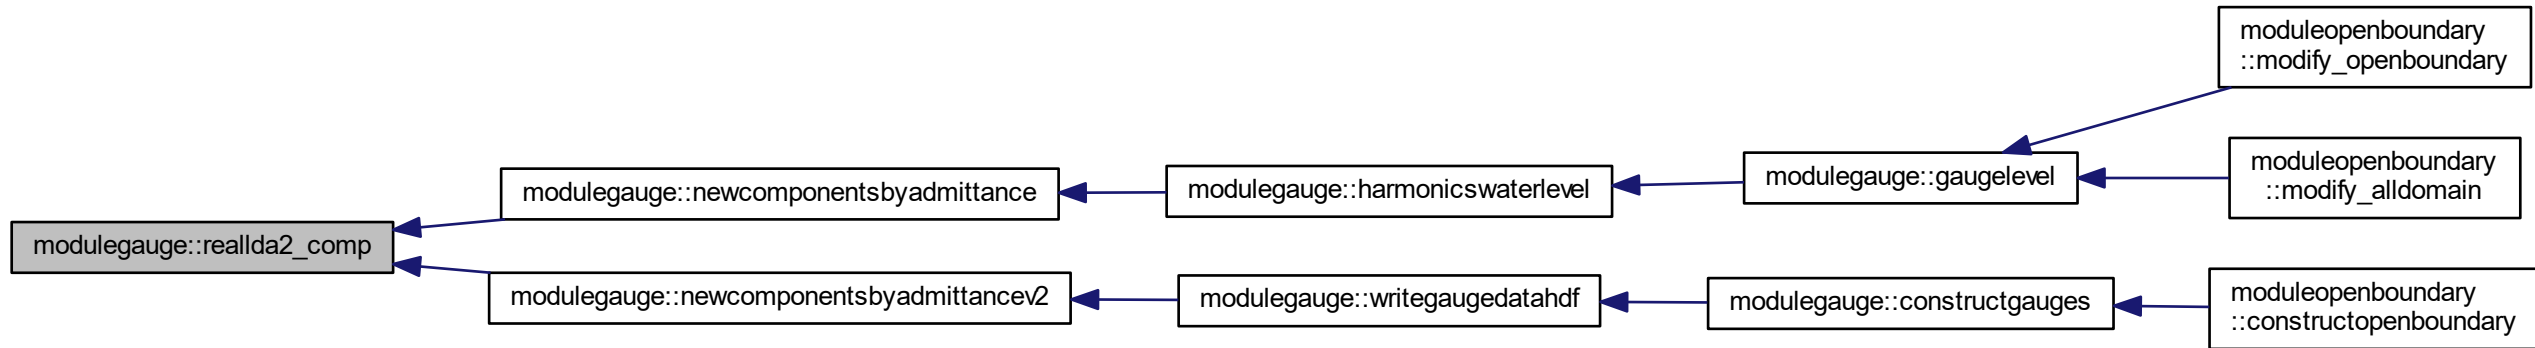 moduleopenboundary
::modify_openboundary
moduleopenboundary
::modify_alldomain
modulegauge::gaugelevel
modulegauge::harmonicswaterlevel
modulegauge::newcomponentsbyadmittance
modulegauge::reallda2_comp
modulegauge::newcomponentsbyadmittancev2
modulegauge::writegaugedatahdf
modulegauge::constructgauges
moduleopenboundary
::constructopenboundary